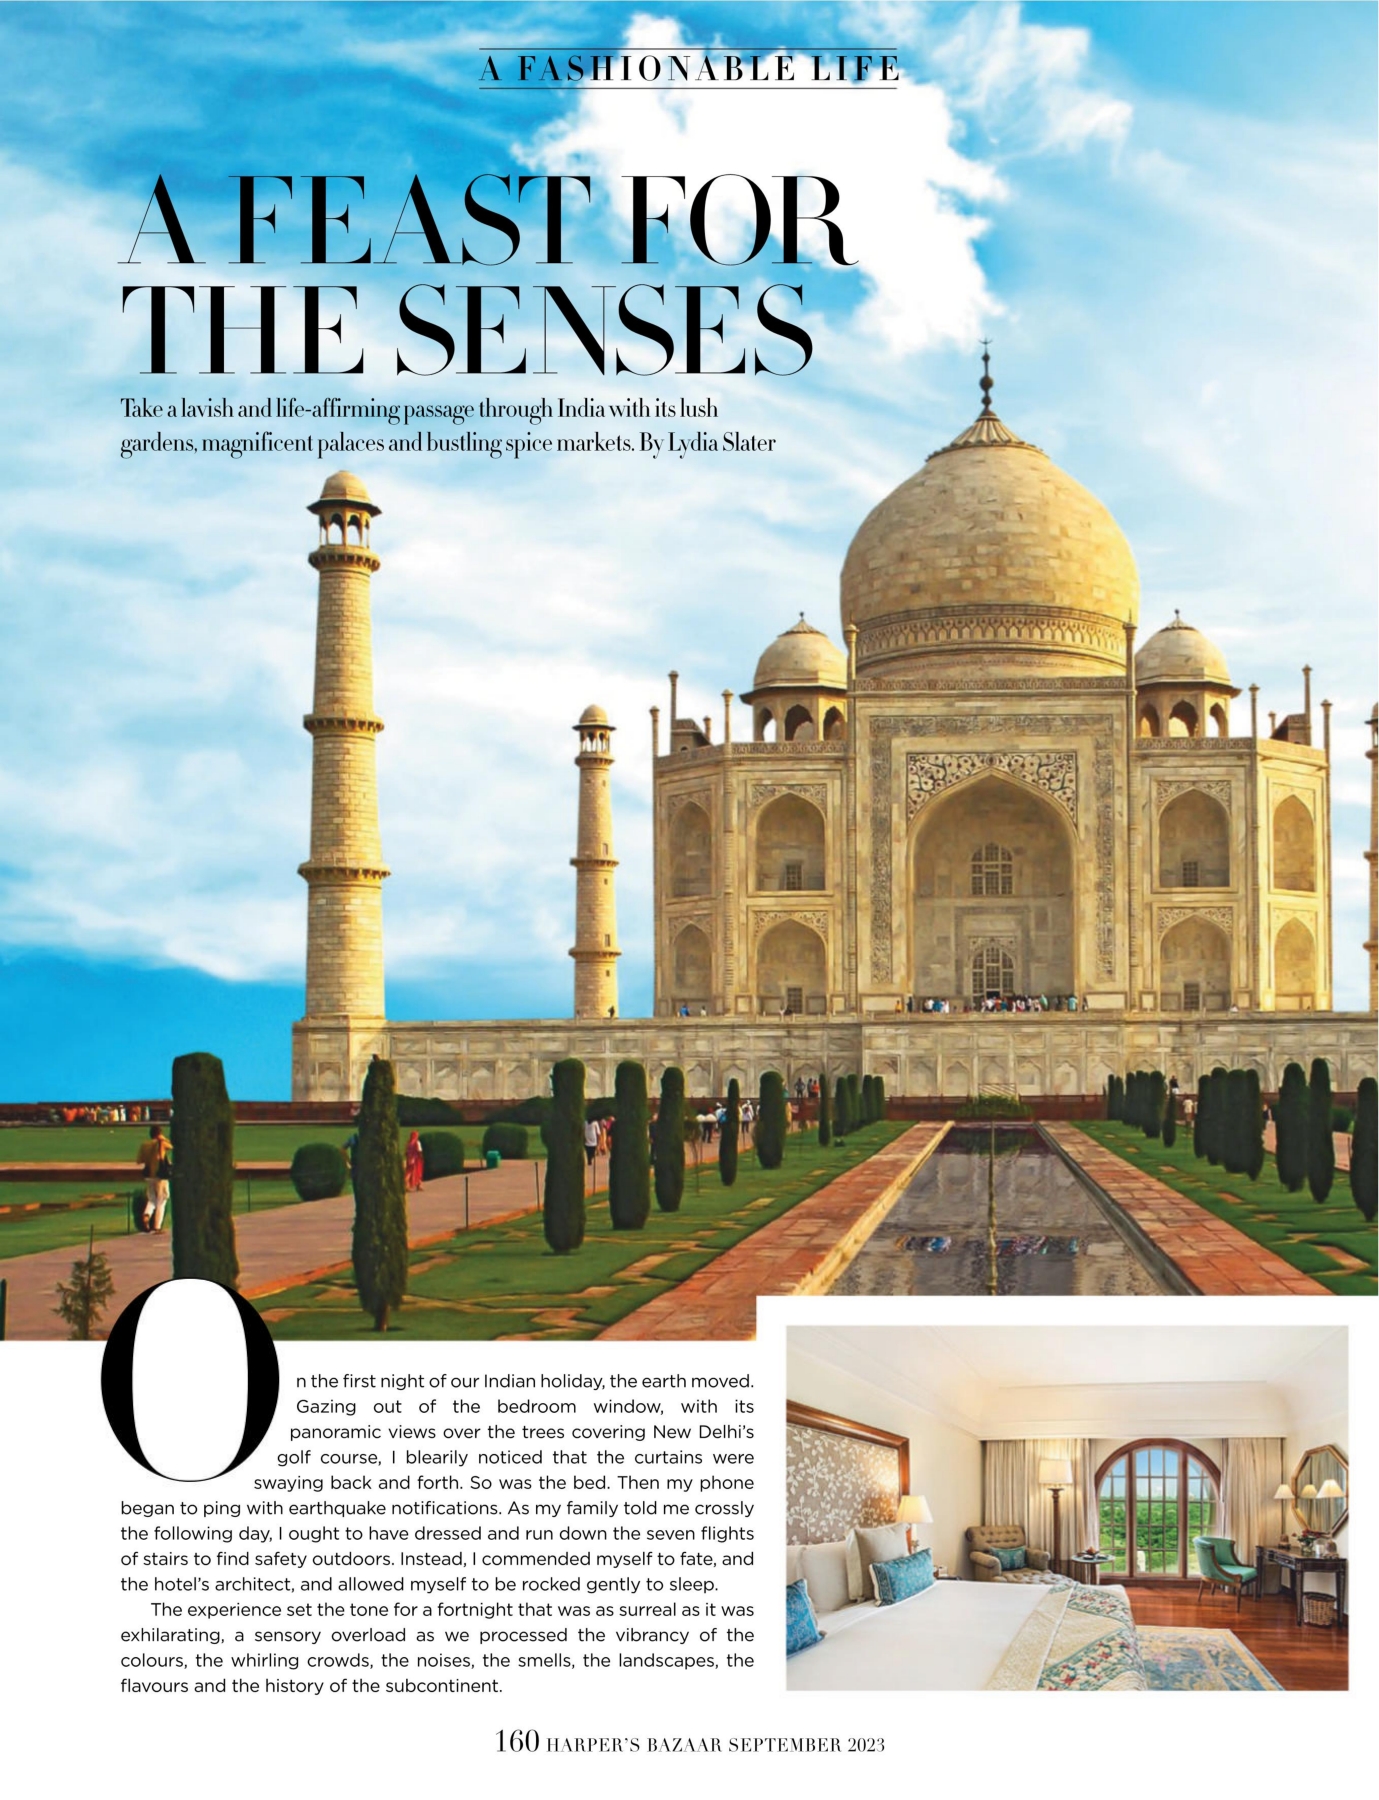 A FASHIONABLE LIFE
A FEAST FOR
THE SENSES
Take a lavish and life-affirming passage through India with its lush
gardens, magnificent palaces and bustling spice markets. By Lydia Slater
On the first night of our Indian holiday, the earth moved.
Gazing out of the bedroom window, with its
panoramic views over the trees covering New Delhi’s
golf course, I blearily noticed that the curtains were
swaying back and forth. So was the bed. Then my phone
began to ping with earthquake notifications. As my family told me crossly
the following day, I ought to have dressed and run down the seven flights
of stairs to find safety outdoors. Instead, I commended myself to fate, and
the hotel’s architect, and allowed myself to be rocked gently to sleep.
The experience set the tone for a fortnight that was as surreal as it was
exhilarating, a sensory overload as we processed the vibrancy of the
colours, the whirling crowds, the noises, the smells, the landscapes, the
flavours and the history of the subcontinent.
160 HARPER’S BAZAAR SEPTEMBER 2023